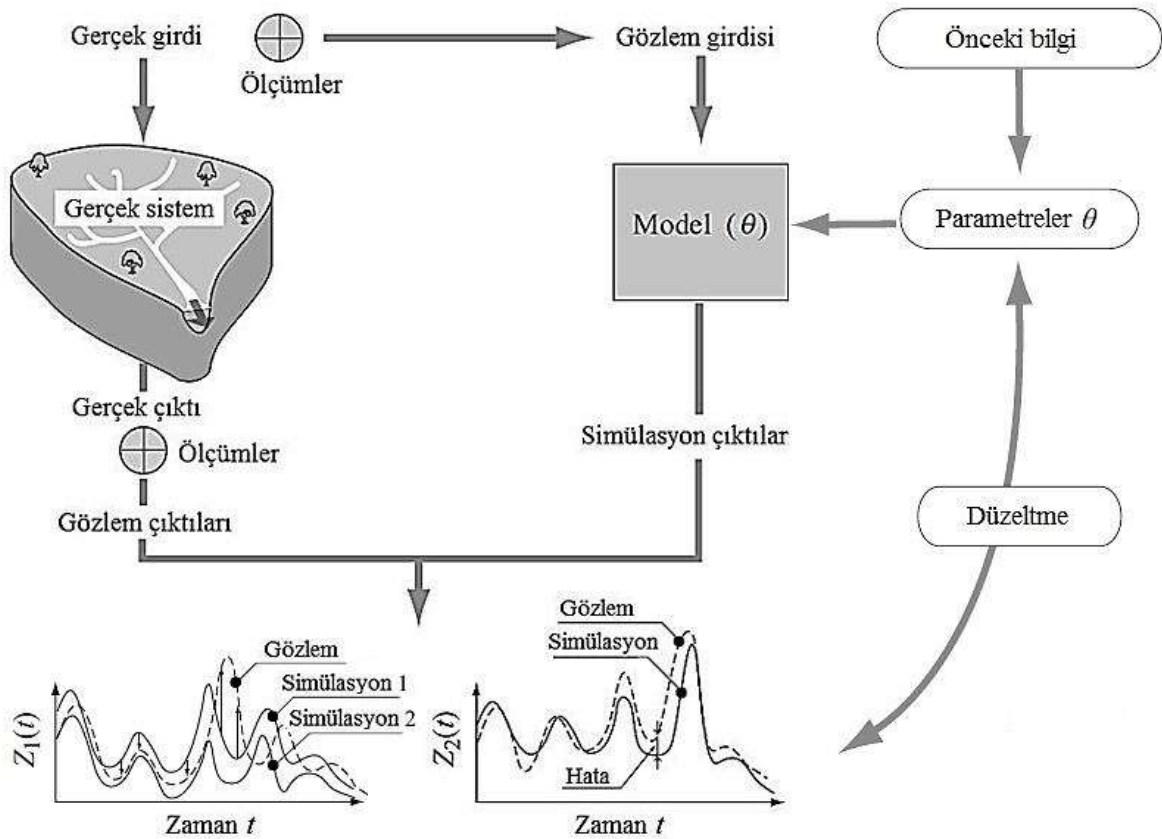 Gerçek girdi
Ölçümler
Gözlem girdisi
Önceki bilgi
Gerçek sistem
Model (θ)
Parametreler θ
Gerçek çıktı
Ölçümler
Simülasyon çıktılar
Gözlem çıktıları
Düzeltme
Gözlem
Simülasyon 1
Simülasyon 2
Z₁(t)
Zaman t
Gözlem
Simülasyon
Hata
Z₂(t)
Zaman t